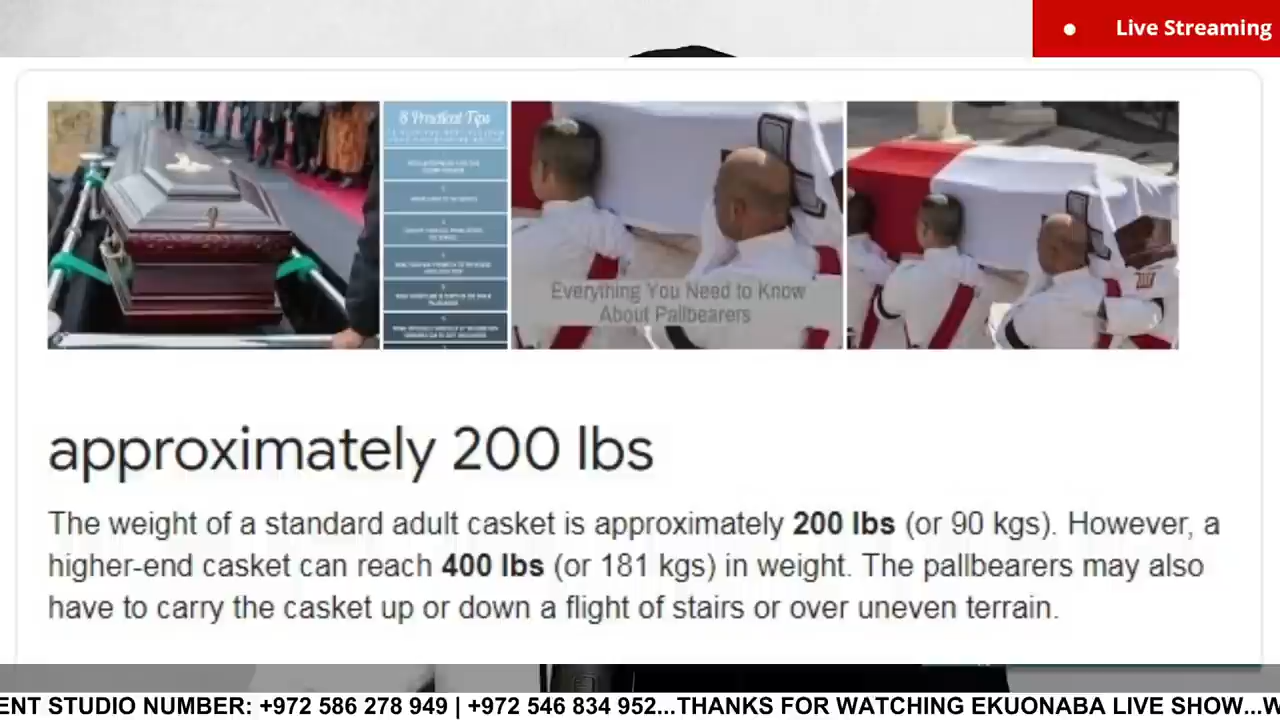 Live Streaming
8 Practical Tips
Everything You Need to Know
About Pallbearers
approximately 200 lbs
The weight of a standard adult casket is approximately 200 lbs (or 90 kgs). However, a
higher-end casket can reach 400 lbs (or 181 kgs) in weight. The pallbearers may also
have to carry the casket up or down a flight of stairs or over uneven terrain.
ENT STUDIO NUMBER: +972 586 278 949 | +972 546 834 952...THANKS FOR WATCHING EKUONABA LIVE SHOW...W